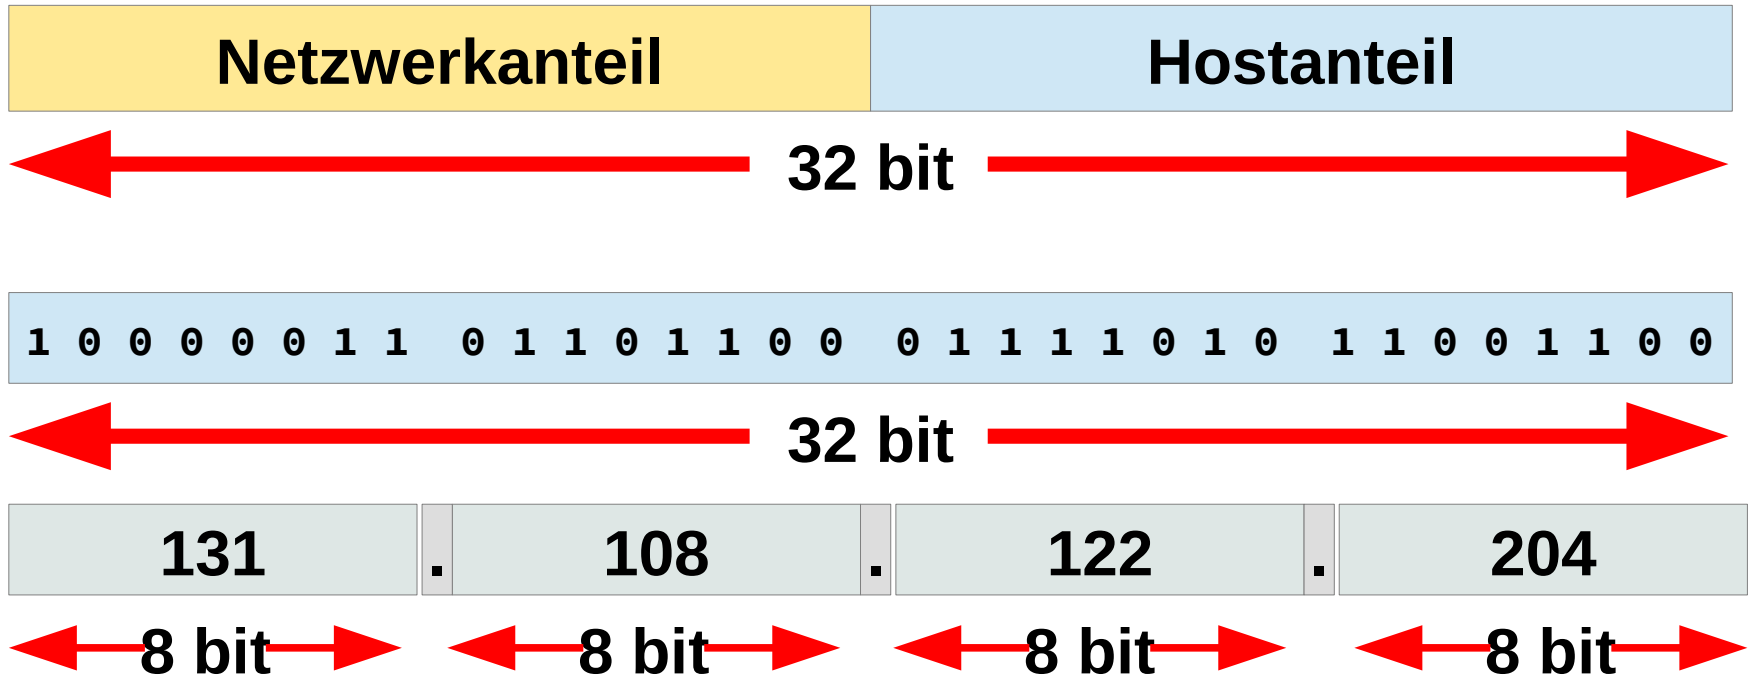 Netzwerkanteil Hostanteil
32 bit
1 0 0 0 0 0 1 1 0 1 1 0 1 1 0 0 0 1 1 1 1 0 1 0 1 1 0 0 1 1 0 0
32 bit
131 . 108 . 122 . 204
8 bit 8 bit 8 bit 8 bit